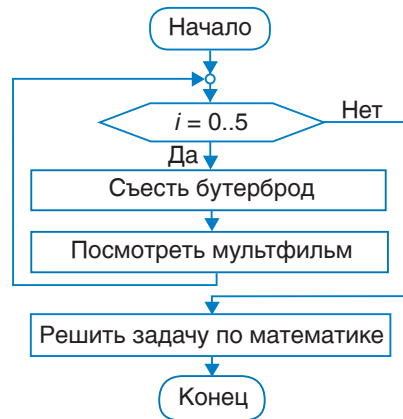 Начало
i = 0..5
Нет
Да
Съесть бутерброд
Посмотреть мультфильм
Решить задачу по математике
Конец